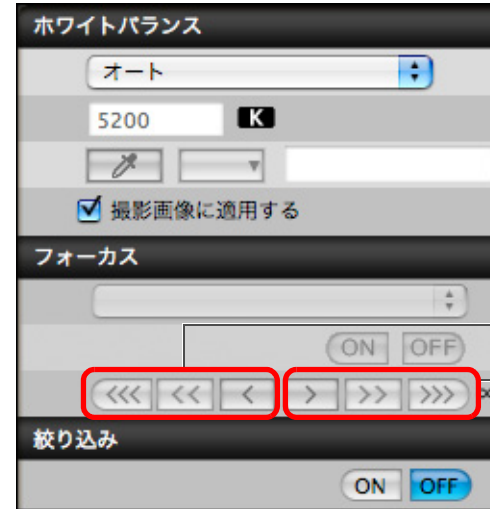 ホワイトバランス
オート
5200 K
撮影画像に適用する
フォーカス
ON OFF
<<< << < > >> >>>
絞り込み
ON OFF